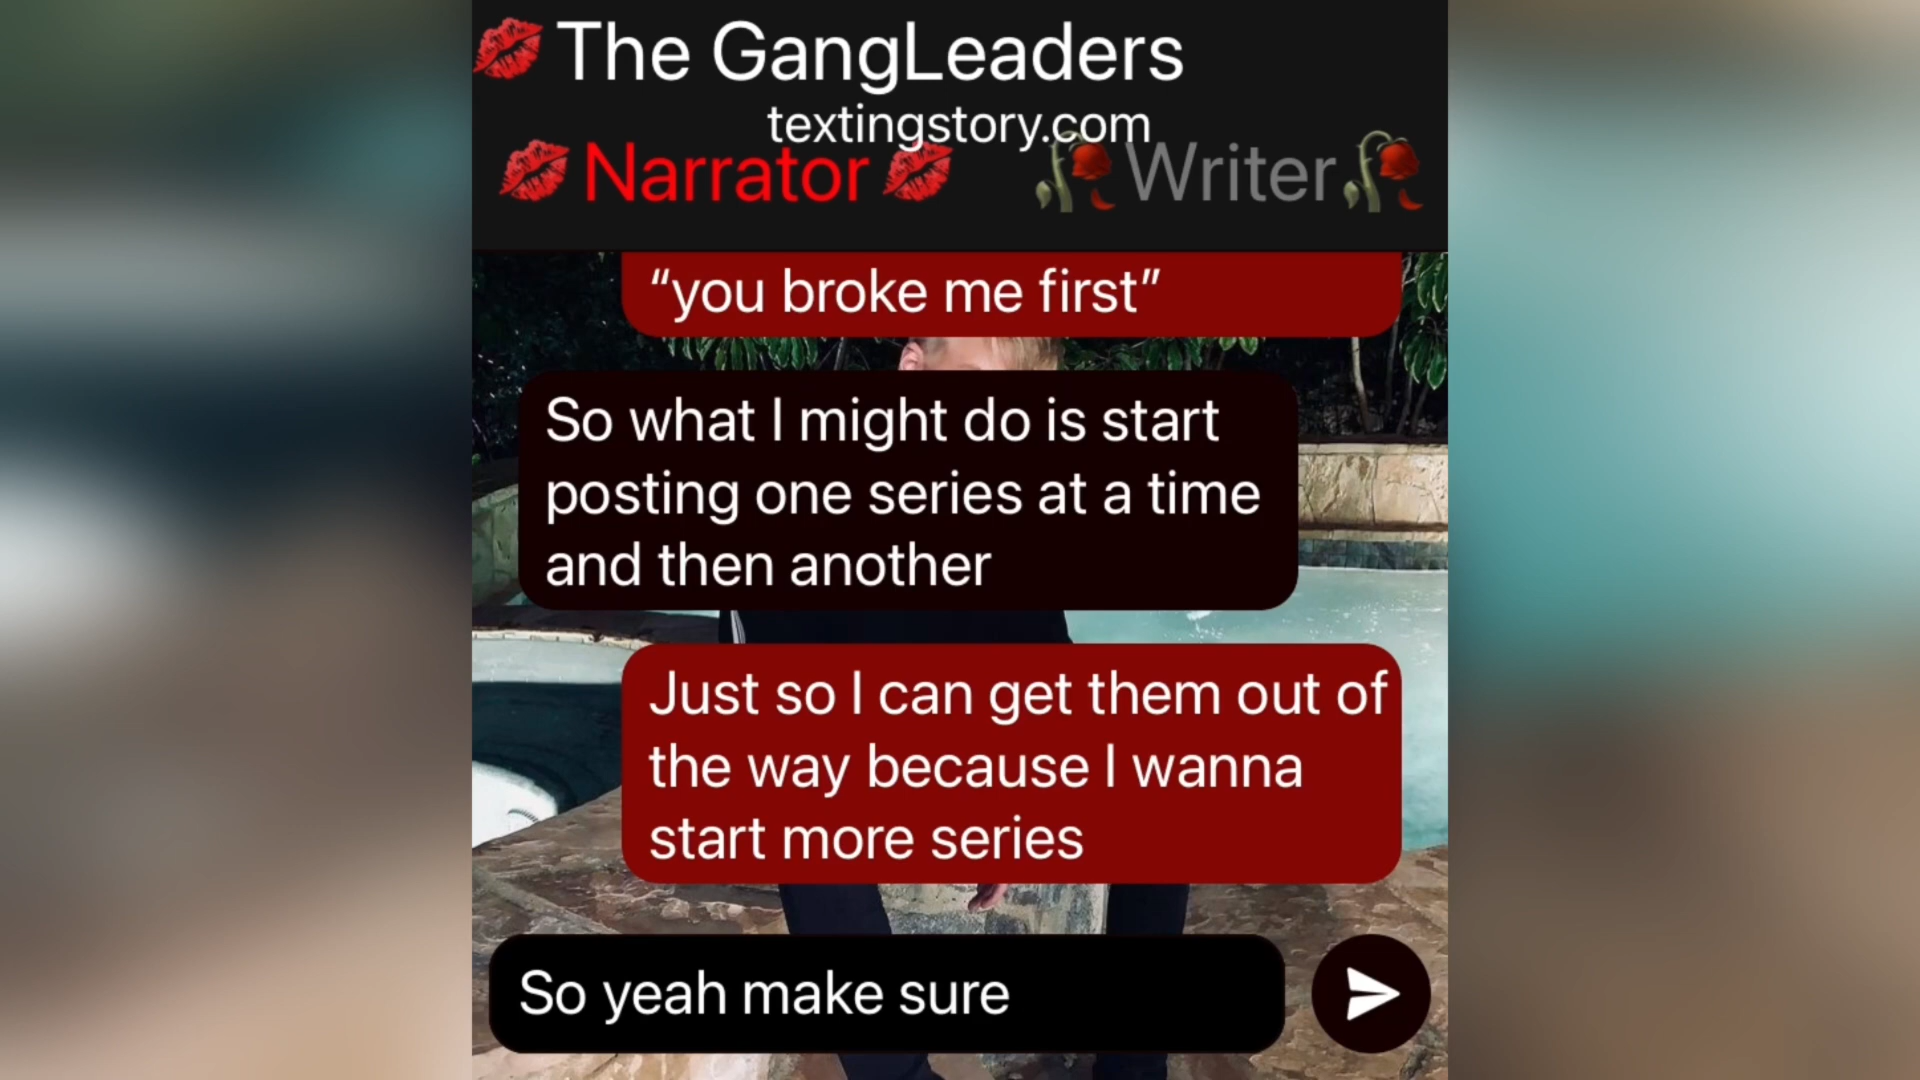 💋 The GangLeaders
textingstory.com
💋 Narrator 💋 🥀 Writer 🥀
“you broke me first”
So what I might do is start
posting one series at a time
and then another
Just so I can get them out of
the way because I wanna
start more series
So yeah make sure